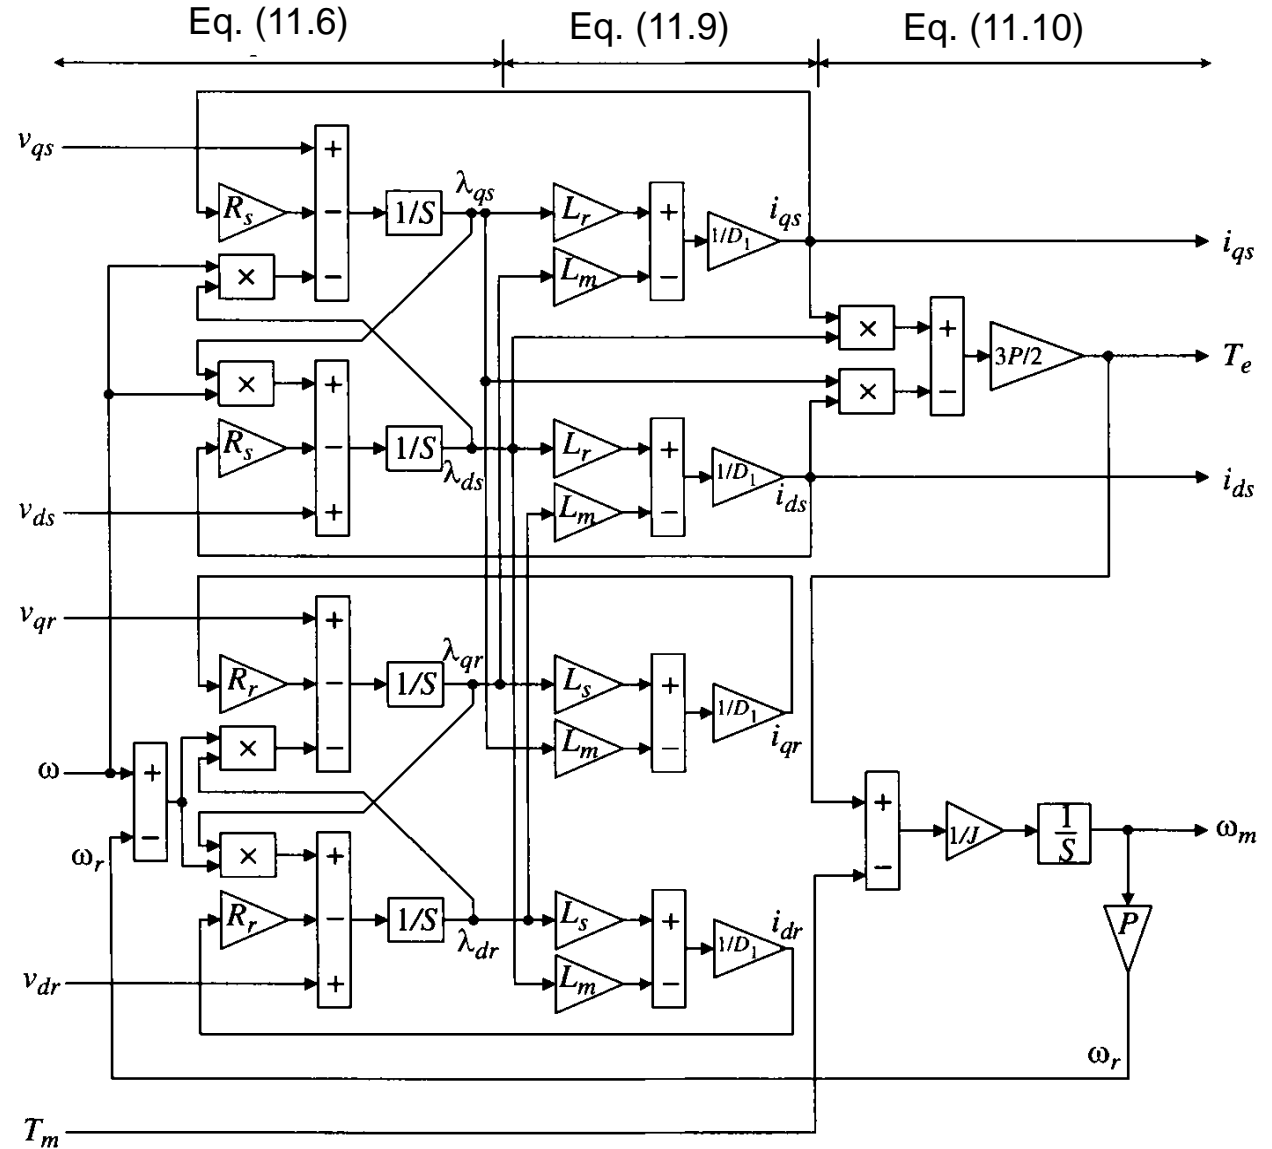 Eq. (11.6) Eq. (11.9) Eq. (11.10)
v_qs + 
R_s − 1/S λ_qs L_r + 1/D_1 i_qs i_qs
× − L_m −
× + 3P/2 T_e
× + × −
R_s − 1/S λ_ds L_r + 1/D_1 i_ds i_ds
v_ds + L_m −
v_qr +
R_r − 1/S λ_qr L_s + 1/D_1 i_qr
× − L_m −
ω + +
ω_r − − 1/J 1/S ω_m
× +
R_r − 1/S λ_dr L_s + 1/D_1 i_dr P
v_dr + L_m −
ω_r
T_m